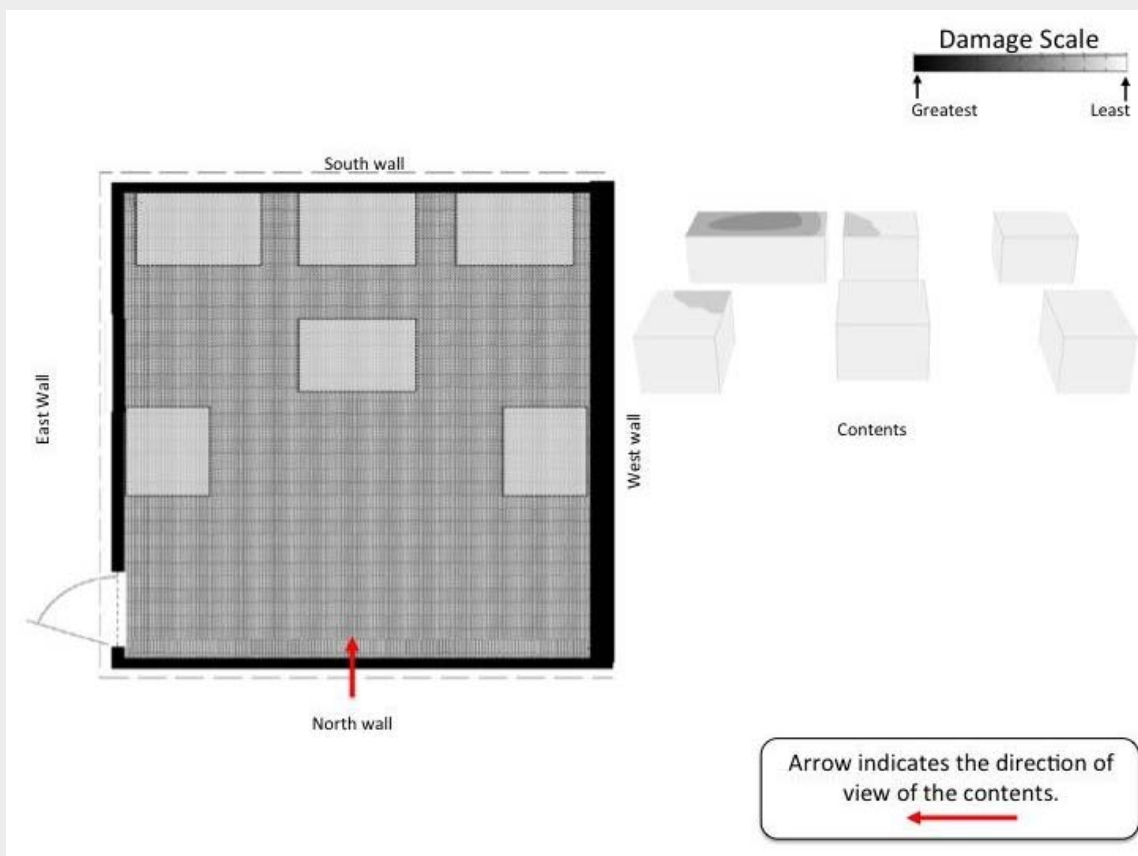 Damage Scale
Greatest
Least
South wall
East Wall
West wall
Contents
North wall
Arrow indicates the direction of
view of the contents.